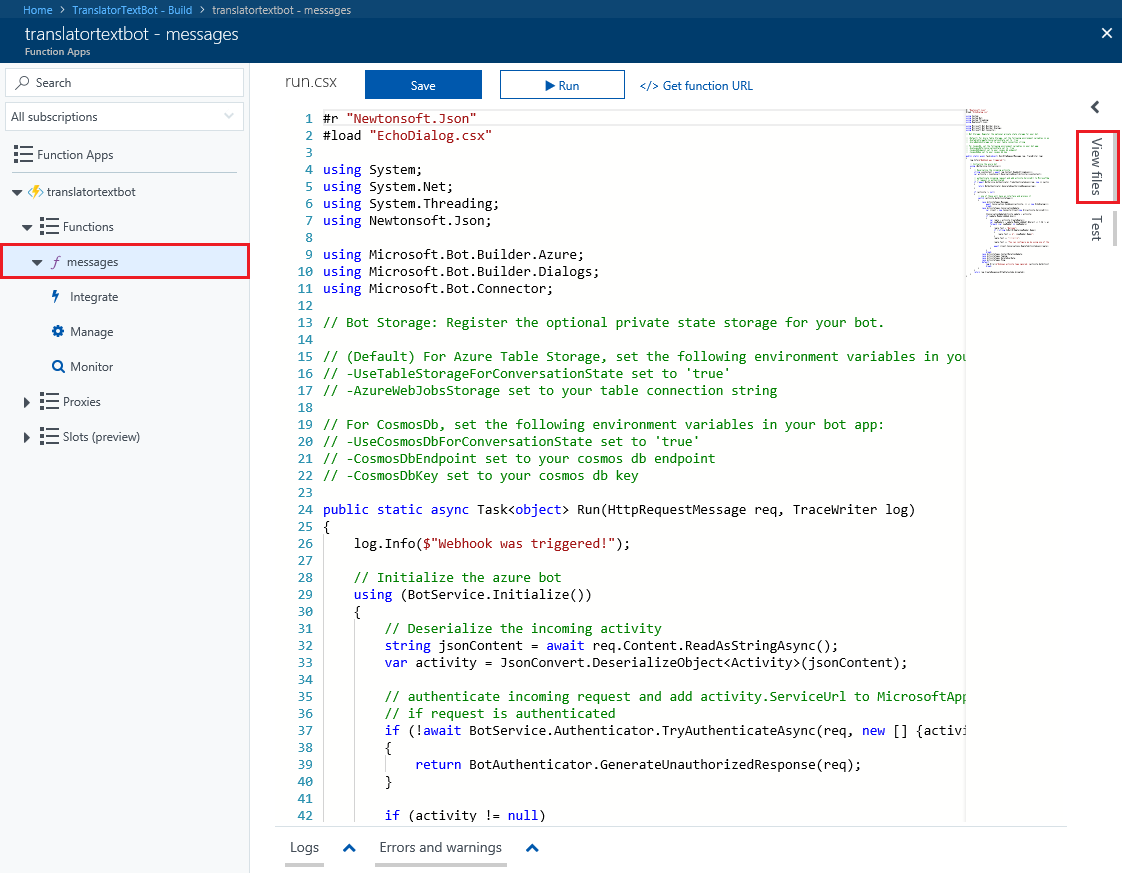 Home > TranslatorTextBot - Build > translatortextbot - messages
translatortextbot - messages
Function Apps
Search
All subscriptions
Function Apps
translatortextbot
Functions
messages
Integrate
Manage
Monitor
Proxies
Slots (preview)
run.csx
Save
Run
</> Get function URL
1 #r "Newtonsoft.Json"
2 #load "EchoDialog.csx"
3
4 using System;
5 using System.Net;
6 using System.Threading;
7 using Newtonsoft.Json;
8
9 using Microsoft.Bot.Builder.Azure;
10 using Microsoft.Bot.Builder.Dialogs;
11 using Microsoft.Bot.Connector;
12
13 // Bot Storage: Register the optional private state storage for your bot.
14
15 // (Default) For Azure Table Storage, set the following environment variables in you
16 // -UseTableStorageForConversationState set to 'true'
17 // -AzureWebJobsStorage set to your table connection string
18
19 // For CosmosDb, set the following environment variables in your bot app:
20 // -UseCosmosDbForConversationState set to 'true'
21 // -CosmosDbEndpoint set to your cosmos db endpoint
22 // -CosmosDbKey set to your cosmos db key
23
24 public static async Task<object> Run(HttpRequestMessage req, TraceWriter log)
25 {
26     log.Info($"Webhook was triggered!");
27
28     // Initialize the azure bot
29     using (BotService.Initialize())
30     {
31         // Deserialize the incoming activity
32         string jsonContent = await req.Content.ReadAsStringAsync();
33         var activity = JsonConvert.DeserializeObject<Activity>(jsonContent);
34
35         // authenticate incoming request and add activity.ServiceUrl to MicrosoftApp
36         // if request is authenticated
37         if (!await BotService.Authenticator.TryAuthenticateAsync(req, new [] {activi
38         {
39             return BotAuthenticator.GenerateUnauthorizedResponse(req);
40         }
41
42         if (activity != null)
View files
Test
Logs
Errors and warnings